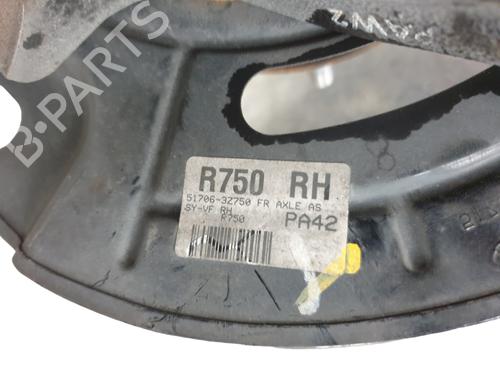 B-PARTS
R750 RH
51706-3Z750 FR AXLE AS
SY-VF RH
R750
PA42